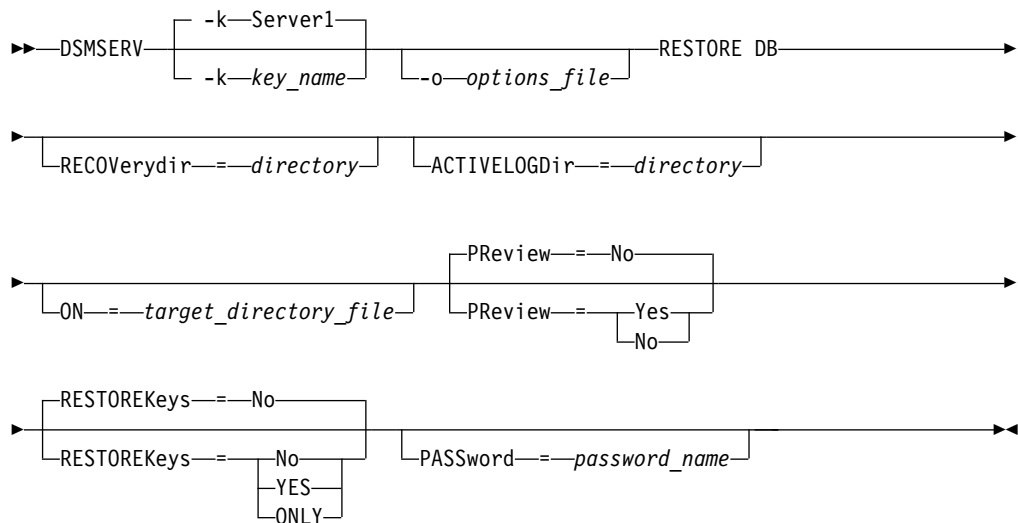 -k—Server1
DSMSERV -k—key_name -o—options_file RESTORE DB
RECOVerydir—=—directory ACTIVELOGDir—=—directory
PReview—=—No
ON—=—target_directory_file PReview—=—Yes
No
RESTOREKeys—=—No
RESTOREKeys—=—No PASSword—=—password_name
YES
ONLY